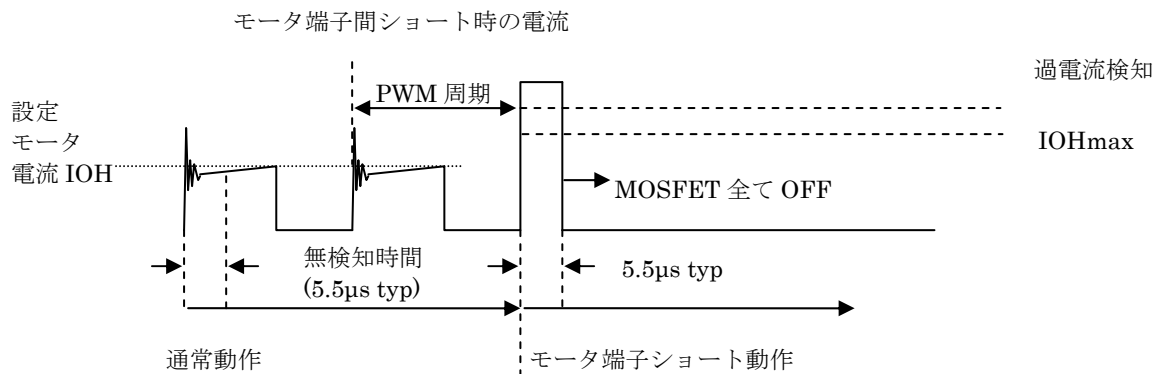 モータ端子間ショート時の電流
過電流検知
PWM 周期
設定
モータ
電流 IOH
IOHmax
MOSFET 全て OFF
無検知時間
(5.5μs typ)
5.5μs typ
通常動作
モータ端子ショート動作